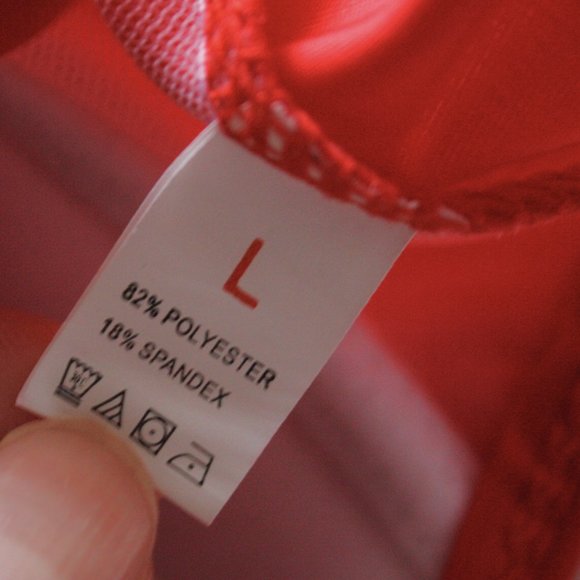 L
82% POLYESTER
18% SPANDEX